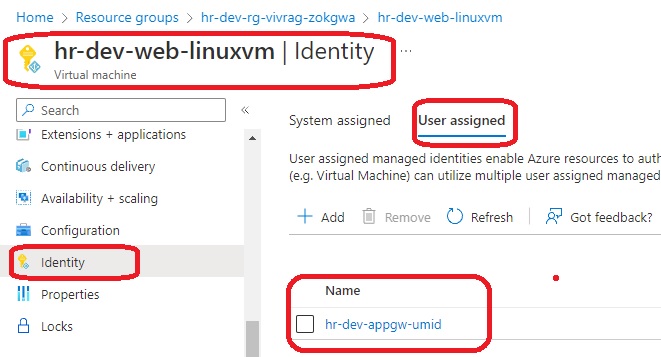 Home > Resource groups > hr-dev-rg-vivrag-zokgwa > hr-dev-web-linuxvm
hr-dev-web-linuxvm | Identity ...
Virtual machine
Search
«
Extensions + applications
Continuous delivery
Availability + scaling
Configuration
Identity
Properties
Locks
System assigned User assigned
User assigned managed identities enable Azure resources to auth
(e.g. Virtual Machine) can utilize multiple user assigned managed
Add Remove Refresh Got feedback?
Name
hr-dev-appgw-umid